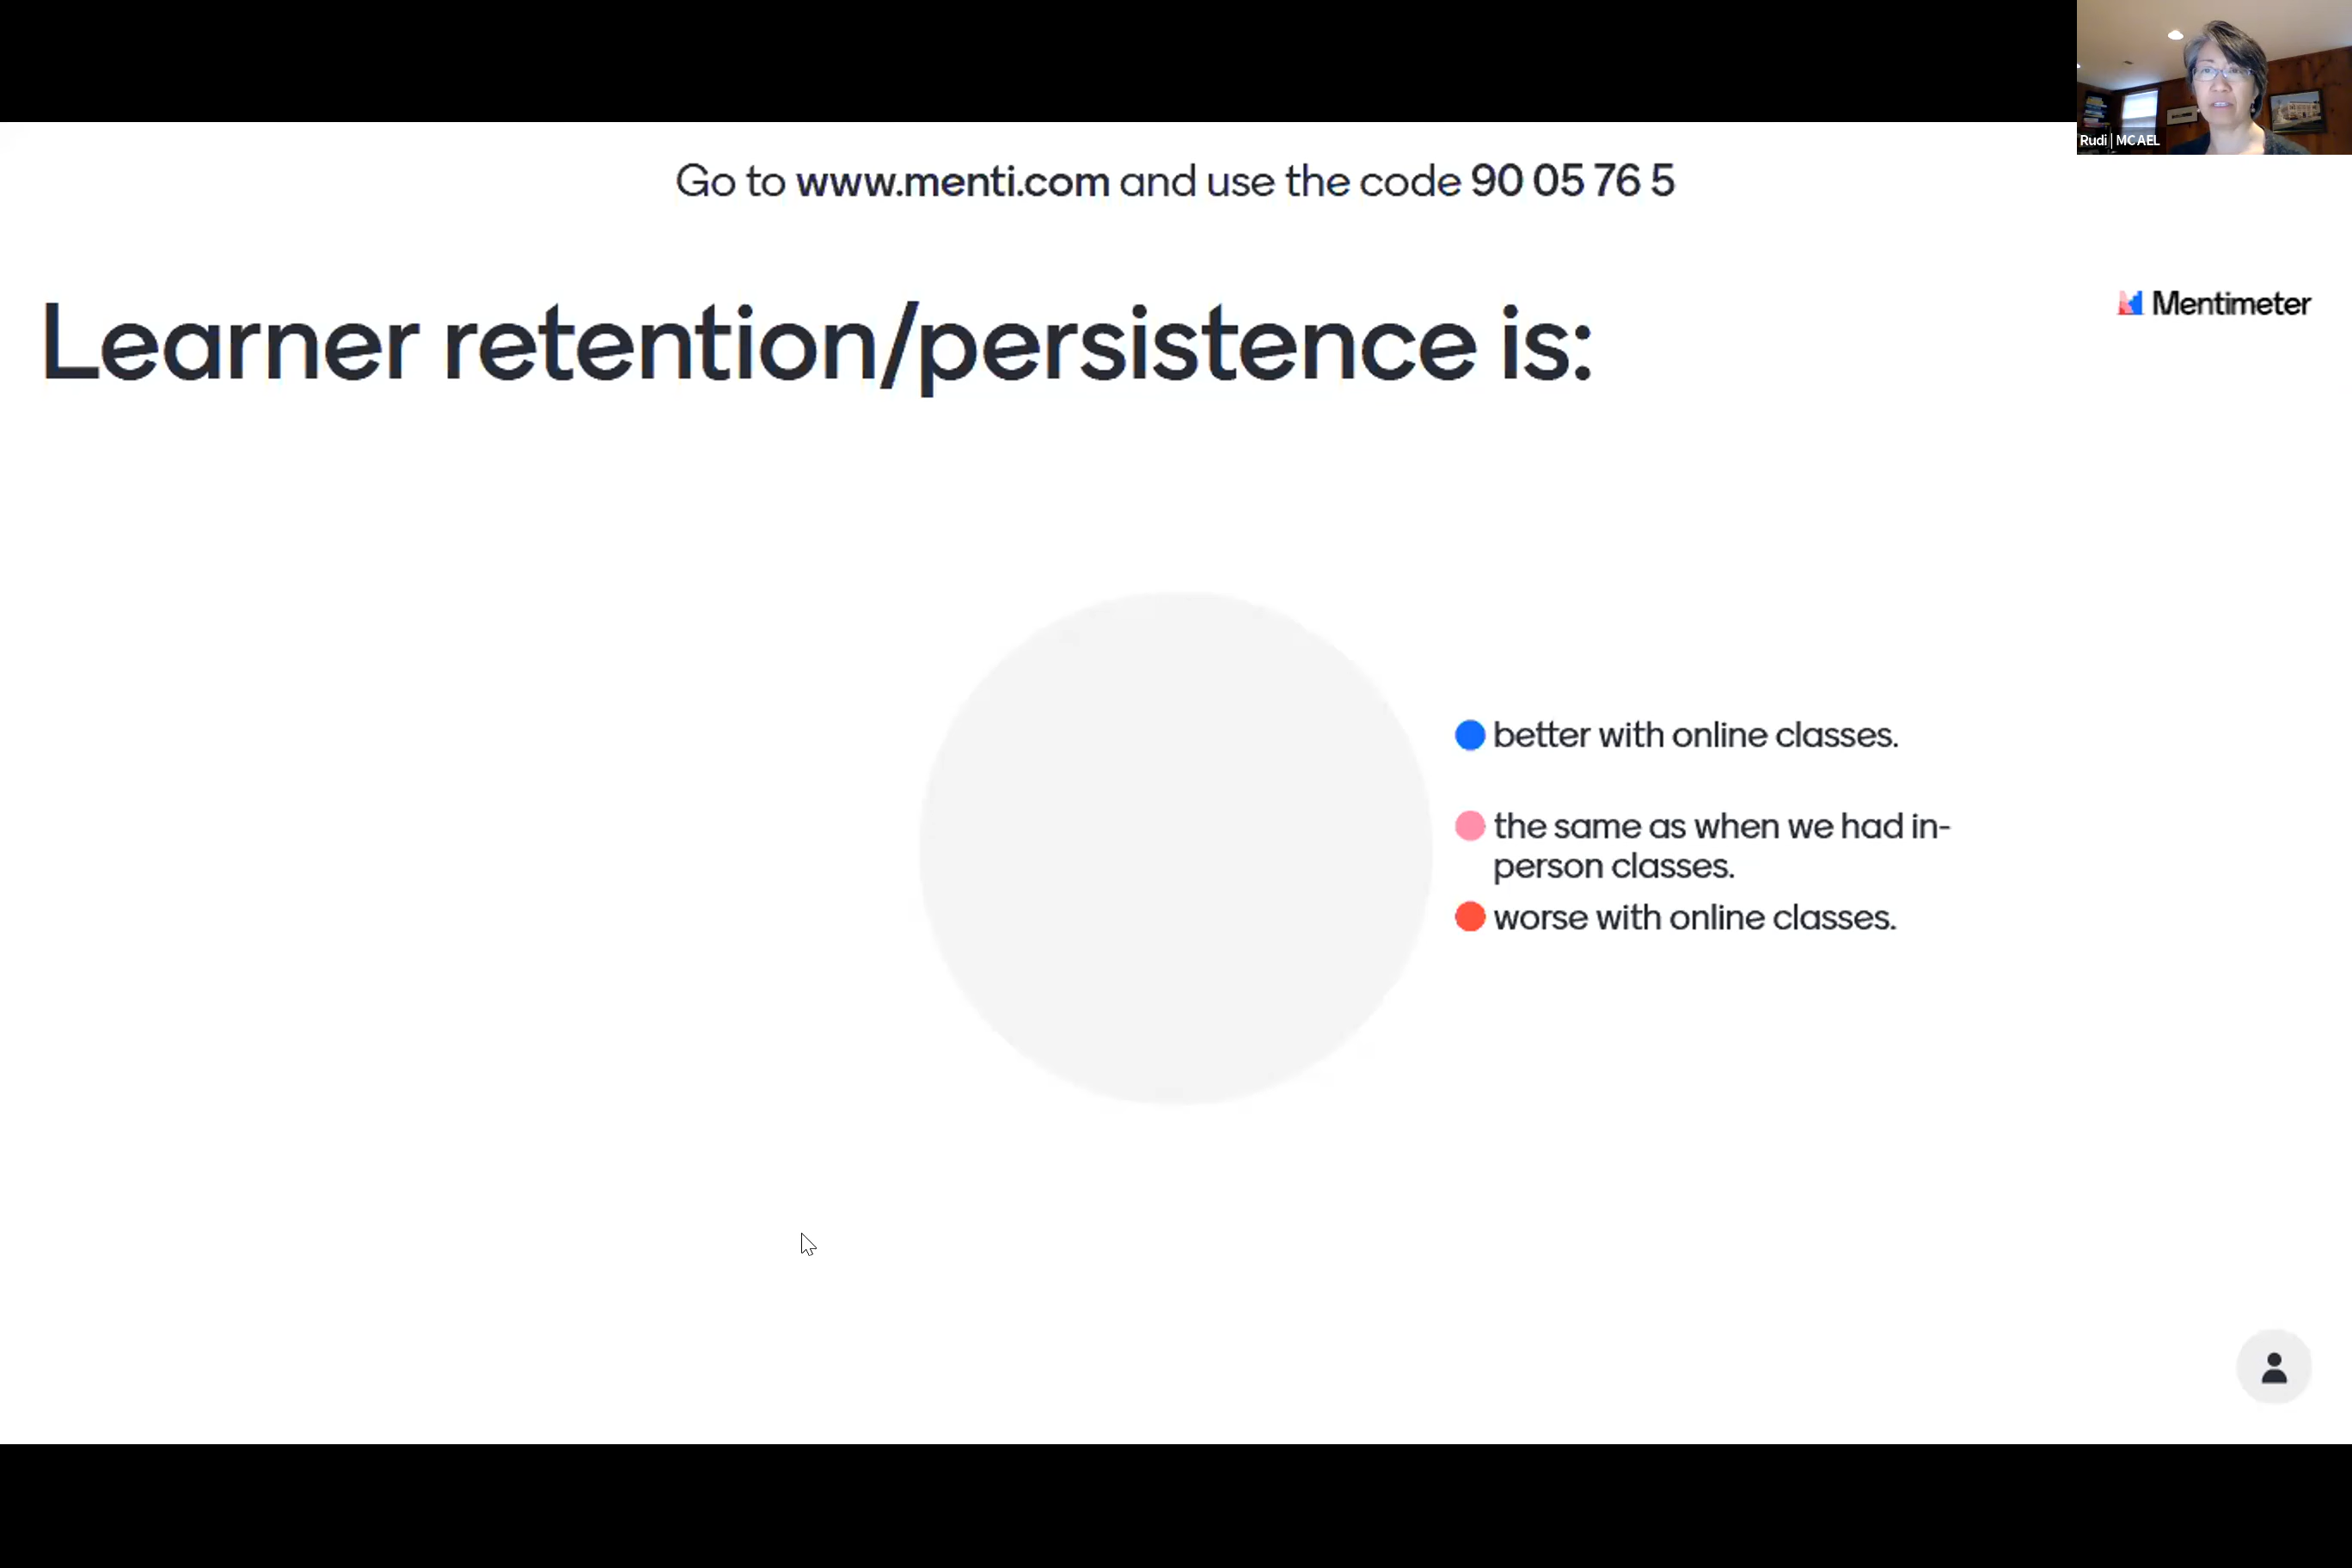 Rudi | MCAEL
Go to www.menti.com and use the code 90 05 76 5
Mentimeter
Learner retention/persistence is:
better with online classes.
the same as when we had in-
person classes.
worse with online classes.